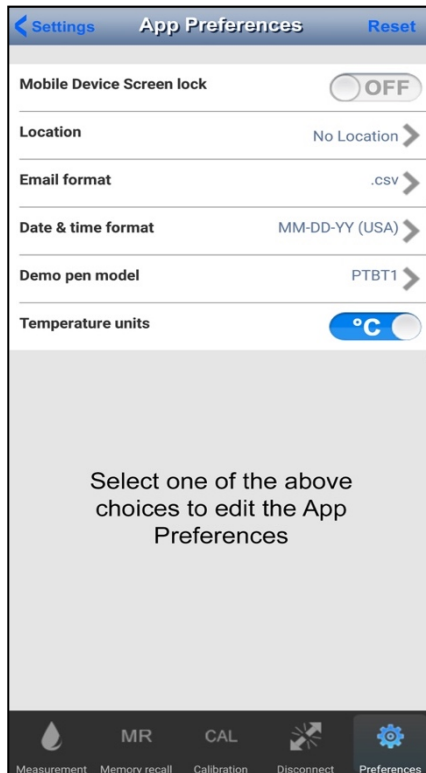 Settings App Preferences Reset
Mobile Device Screen lock OFF
Location No Location
Email format .csv
Date & time format MM-DD-YY (USA)
Demo pen model PTBT1
Temperature units °C
Select one of the above
choices to edit the App
Preferences
MR CAL
Measurement Memory recall Calibration Disconnect Preferences